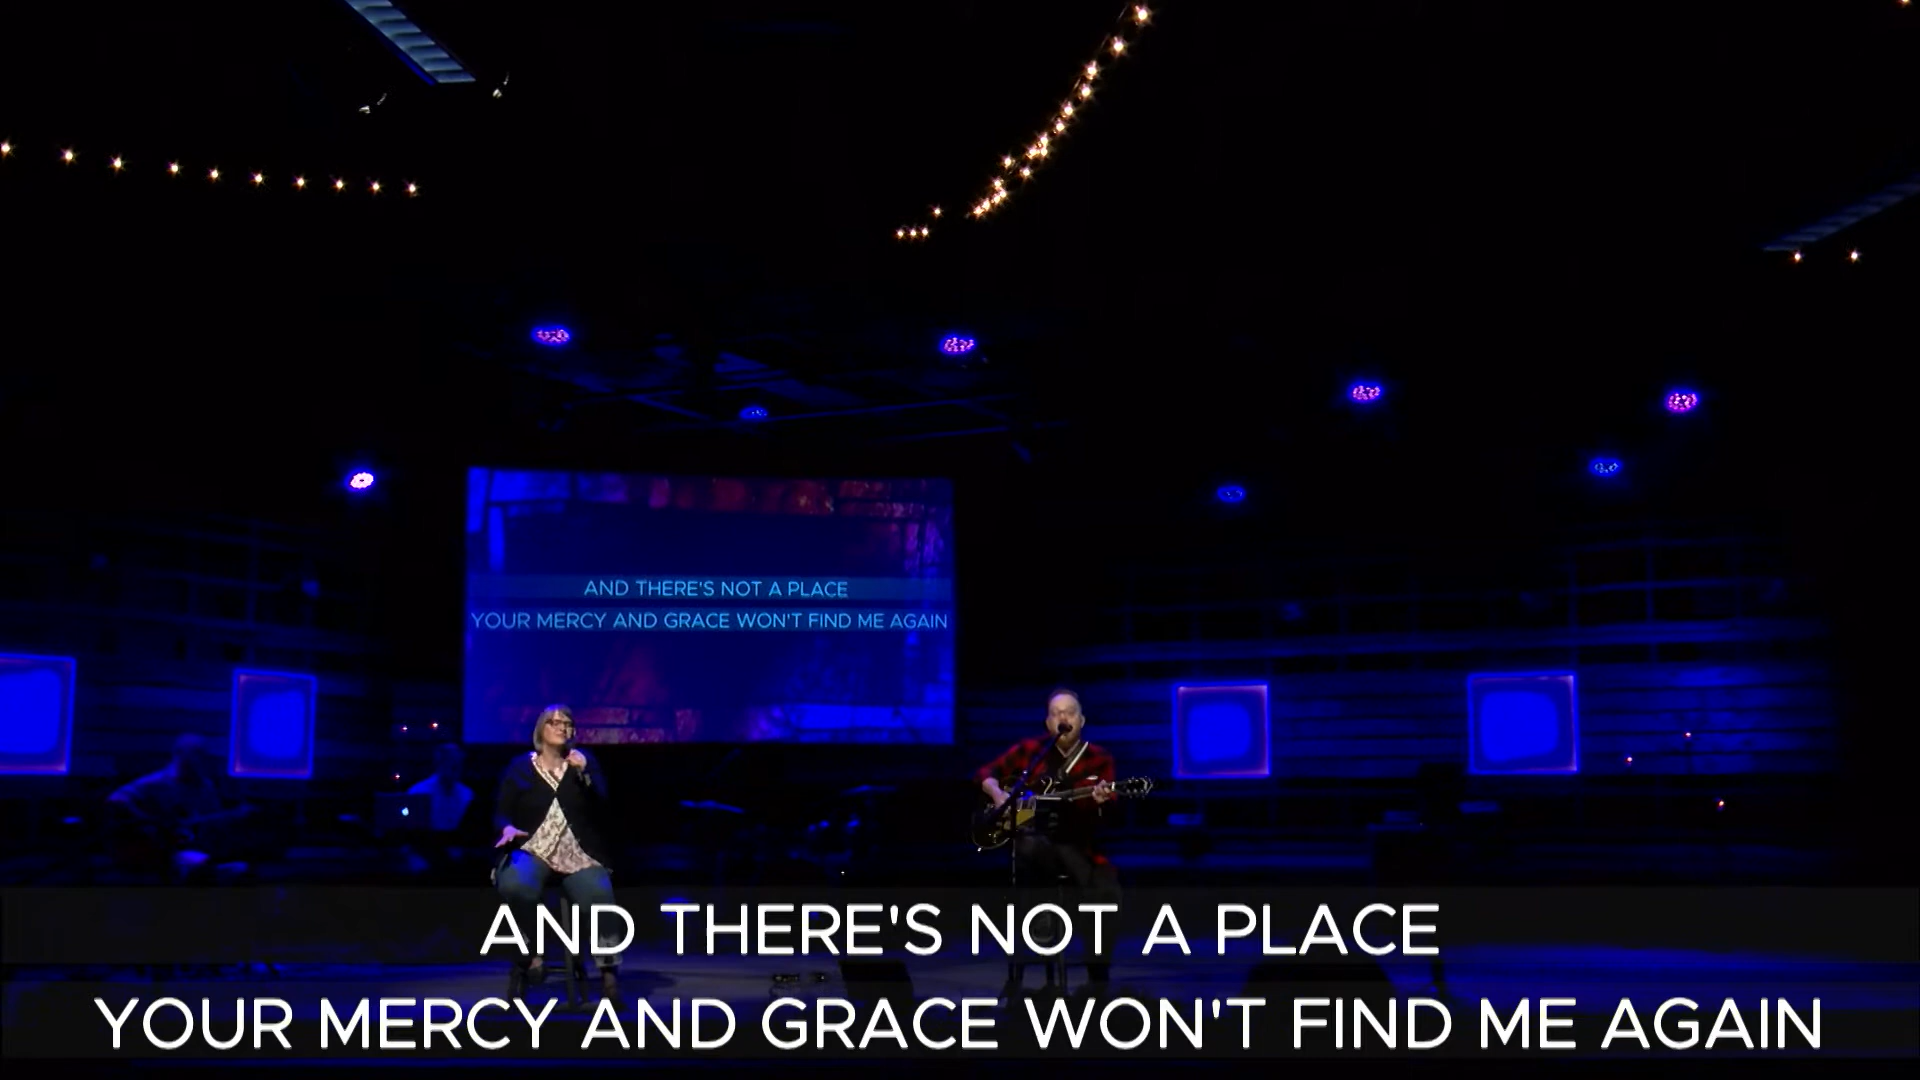 AND THERE'S NOT A PLACE
YOUR MERCY AND GRACE WON'T FIND ME AGAIN
AND THERE'S NOT A PLACE
YOUR MERCY AND GRACE WON'T FIND ME AGAIN